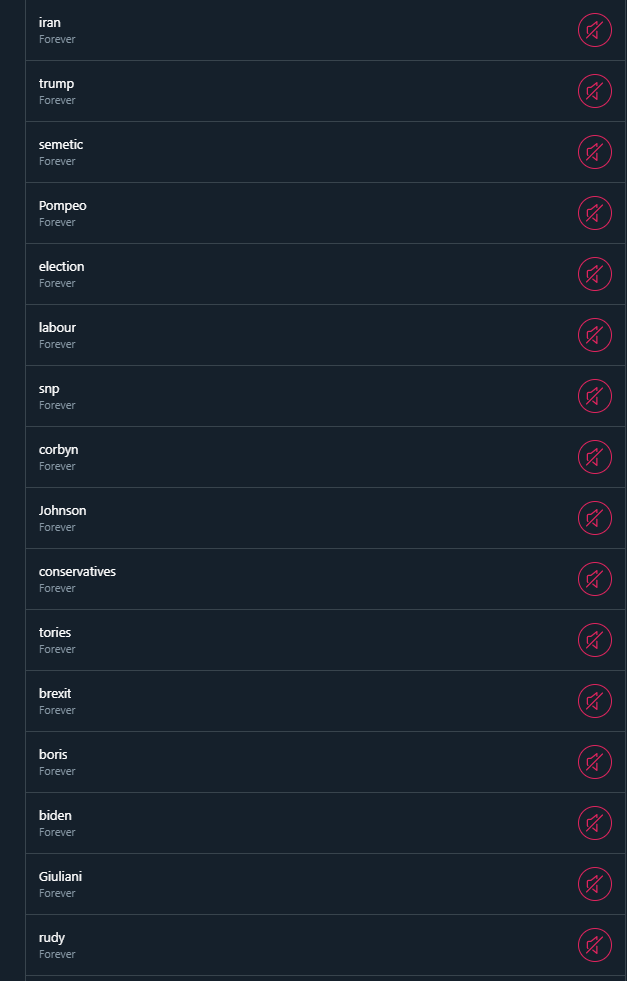 iran
Forever
trump
Forever
semetic
Forever
Pompeo
Forever
election
Forever
labour
Forever
snp
Forever
corbyn
Forever
Johnson
Forever
conservatives
Forever
tories
Forever
brexit
Forever
boris
Forever
biden
Forever
Giuliani
Forever
rudy
Forever